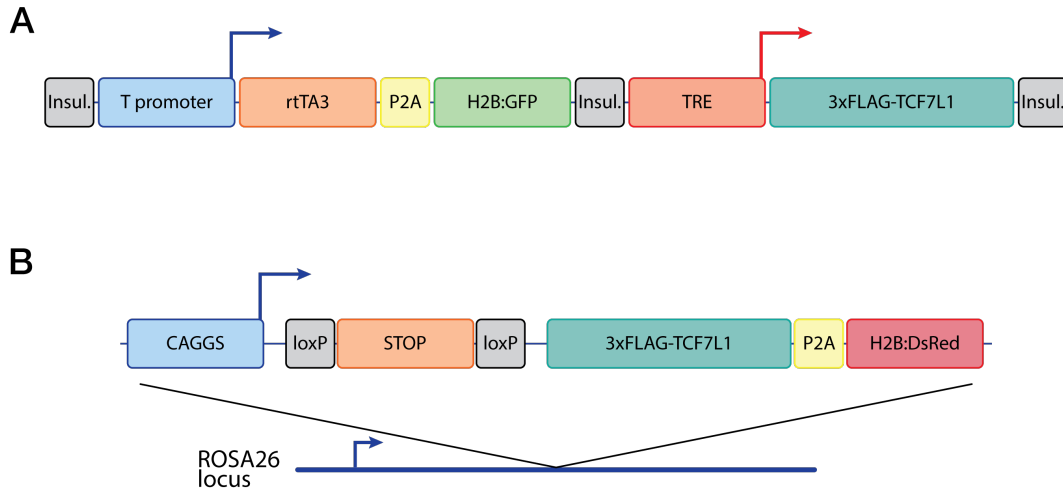 A
Insul. T promoter rtTA3 P2A H2B:GFP Insul. TRE 3xFLAG-TCF7L1 Insul.
B
CAGGS loxP STOP loxP 3xFLAG-TCF7L1 P2A H2B:DsRed
ROSA26
locus